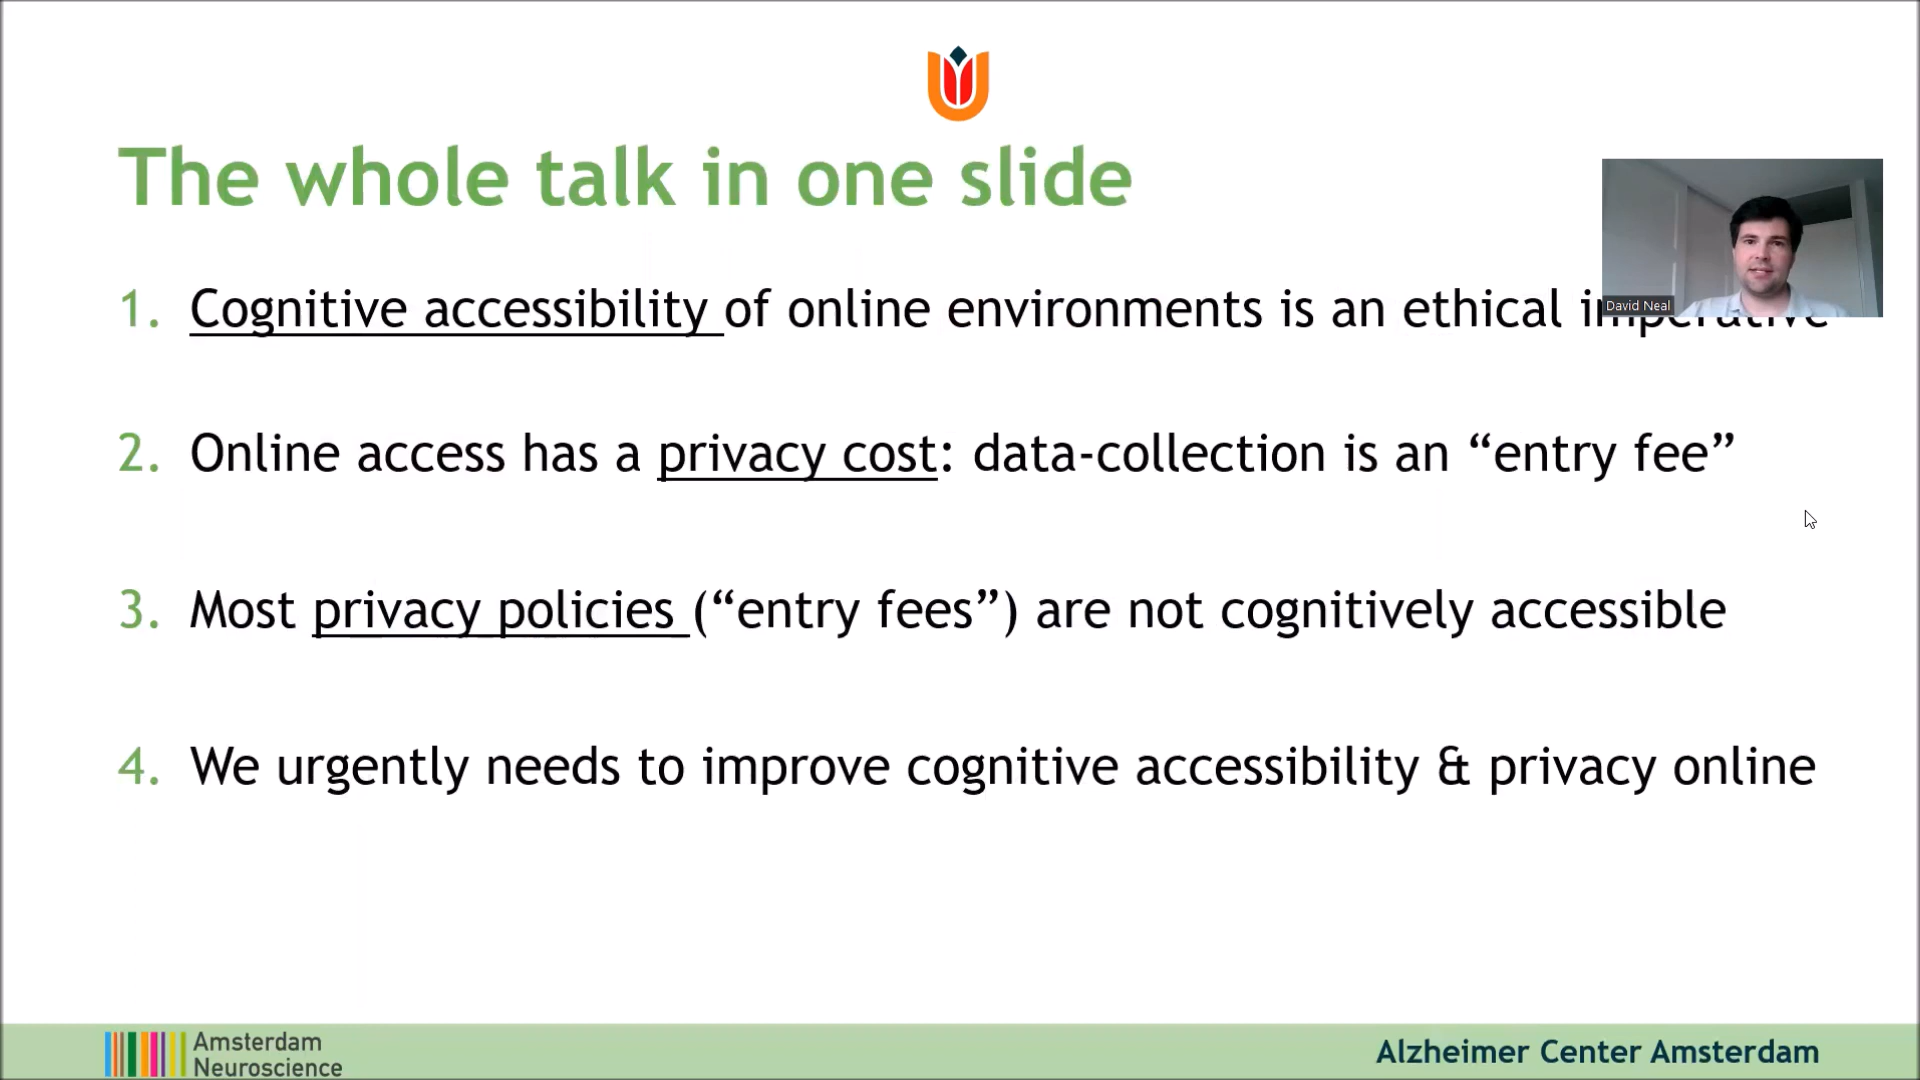 The whole talk in one slide
1. Cognitive accessibility of online environments is an ethical imperative
David Neal
2. Online access has a privacy cost: data-collection is an “entry fee”
3. Most privacy policies (“entry fees”) are not cognitively accessible
4. We urgently needs to improve cognitive accessibility & privacy online
Amsterdam
Neuroscience
Alzheimer Center Amsterdam